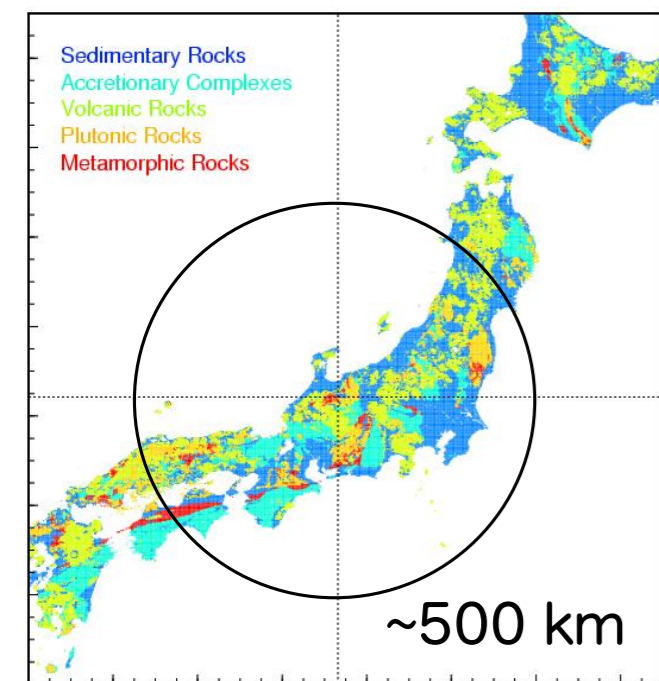 Sedimentary Rocks
Accretionary Complexes
Volcanic Rocks
Plutonic Rocks
Metamorphic Rocks
~500 km